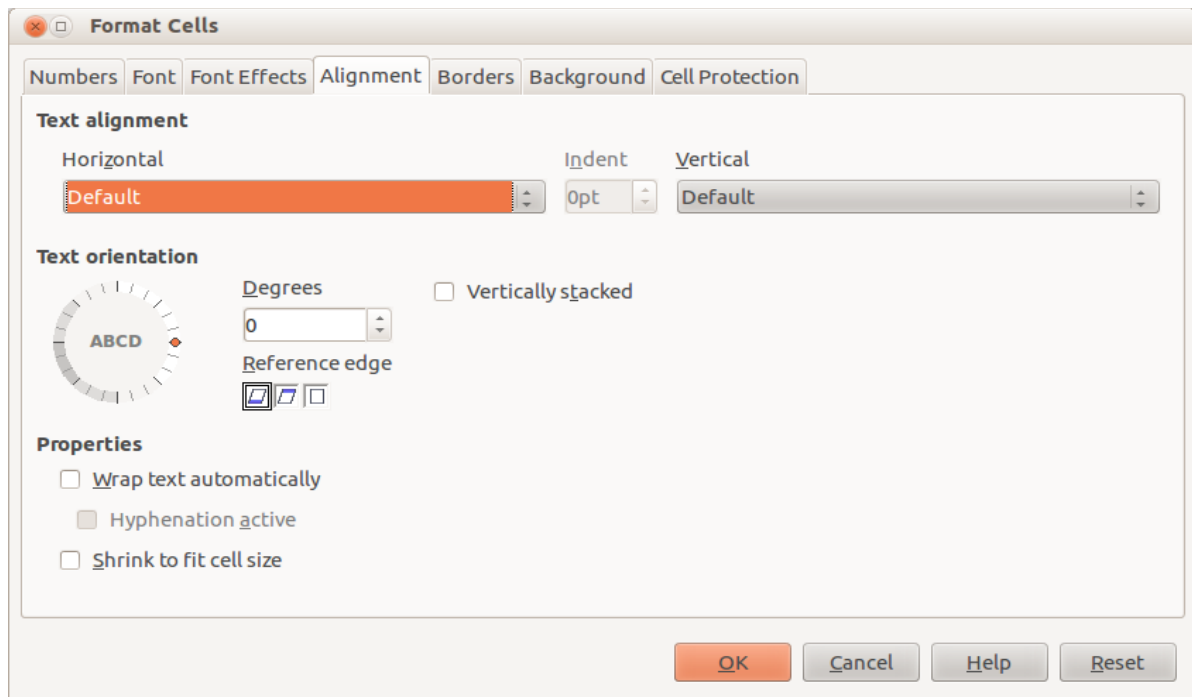 Format Cells
Numbers Font Font Effects Alignment Borders Background Cell Protection
Text alignment
Horizontal Indent Vertical
Default 0pt Default
Text orientation
Degrees Vertically stacked
ABCD 0
Reference edge
Properties
Wrap text automatically
Hyphenation active
Shrink to fit cell size
OK Cancel Help Reset